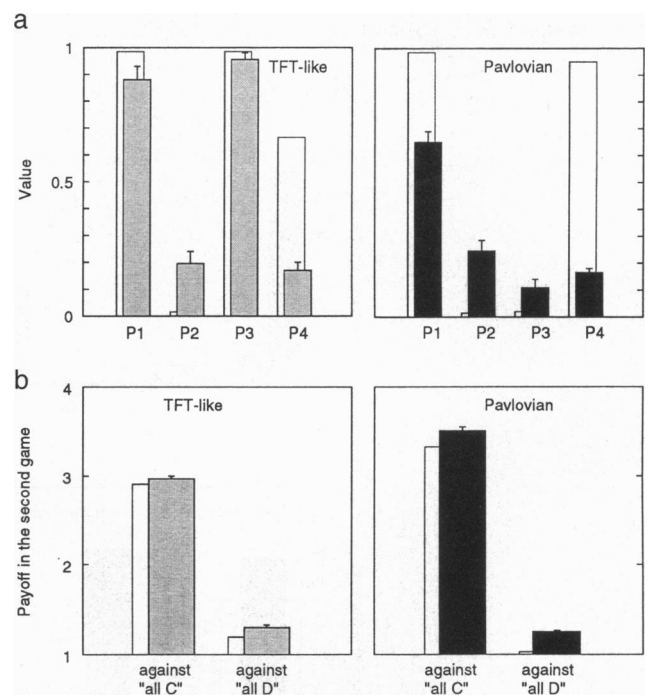 a
TFT-like
Pavlovian
Value
1
0.5
0
P1 P2 P3 P4
P1 P2 P3 P4
b
TFT-like
Pavlovian
Payoff in the second game
4
3
2
1
against "all C"
against "all D"
against "all C"
against "all D"